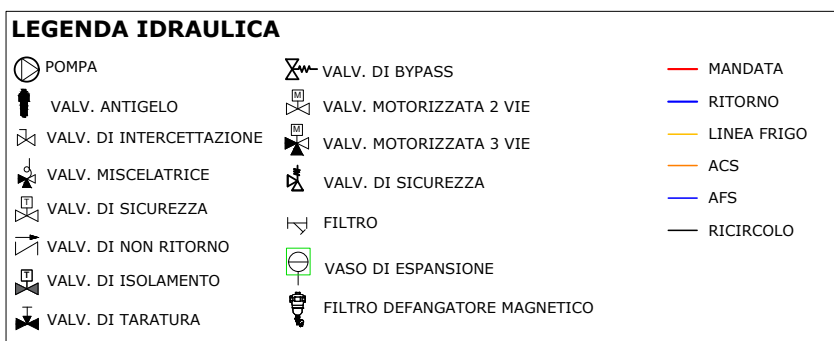 LEGENDA IDRAULICA
POMPA
VALV. ANTIGELO
VALV. DI INTERCETTAZIONE
VALV. MISCELATRICE
T
VALV. DI SICUREZZA
VALV. DI NON RITORNO
T
VALV. DI ISOLAMENTO
VALV. DI TARATURA
VALV. DI BYPASS
M
VALV. MOTORIZZATA 2 VIE
M
VALV. MOTORIZZATA 3 VIE
VALV. DI SICUREZZA
FILTRO
VASO DI ESPANSIONE
FILTRO DEFANGATORE MAGNETICO
MANDATA
RITORNO
LINEA FRIGO
ACS
AFS
RICIRCOLO